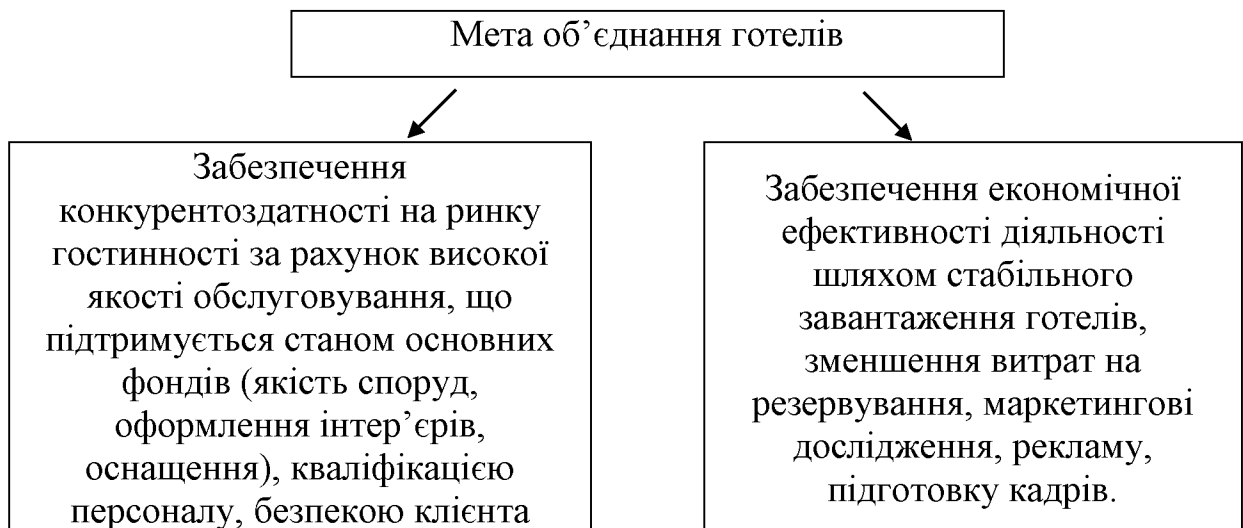 Мета об’єднання готелів
Забезпечення
конкурентоздатності на ринку
гостинності за рахунок високої
якості обслуговування, що
підтримується станом основних
фондів (якість споруд,
оформлення інтер’єрів,
оснащення), кваліфікацією
персоналу, безпекою клієнта
Забезпечення економічної
ефективності діяльності
шляхом стабільного
завантаження готелів,
зменшення витрат на
резервування, маркетингові
дослідження, рекламу,
підготовку кадрів.